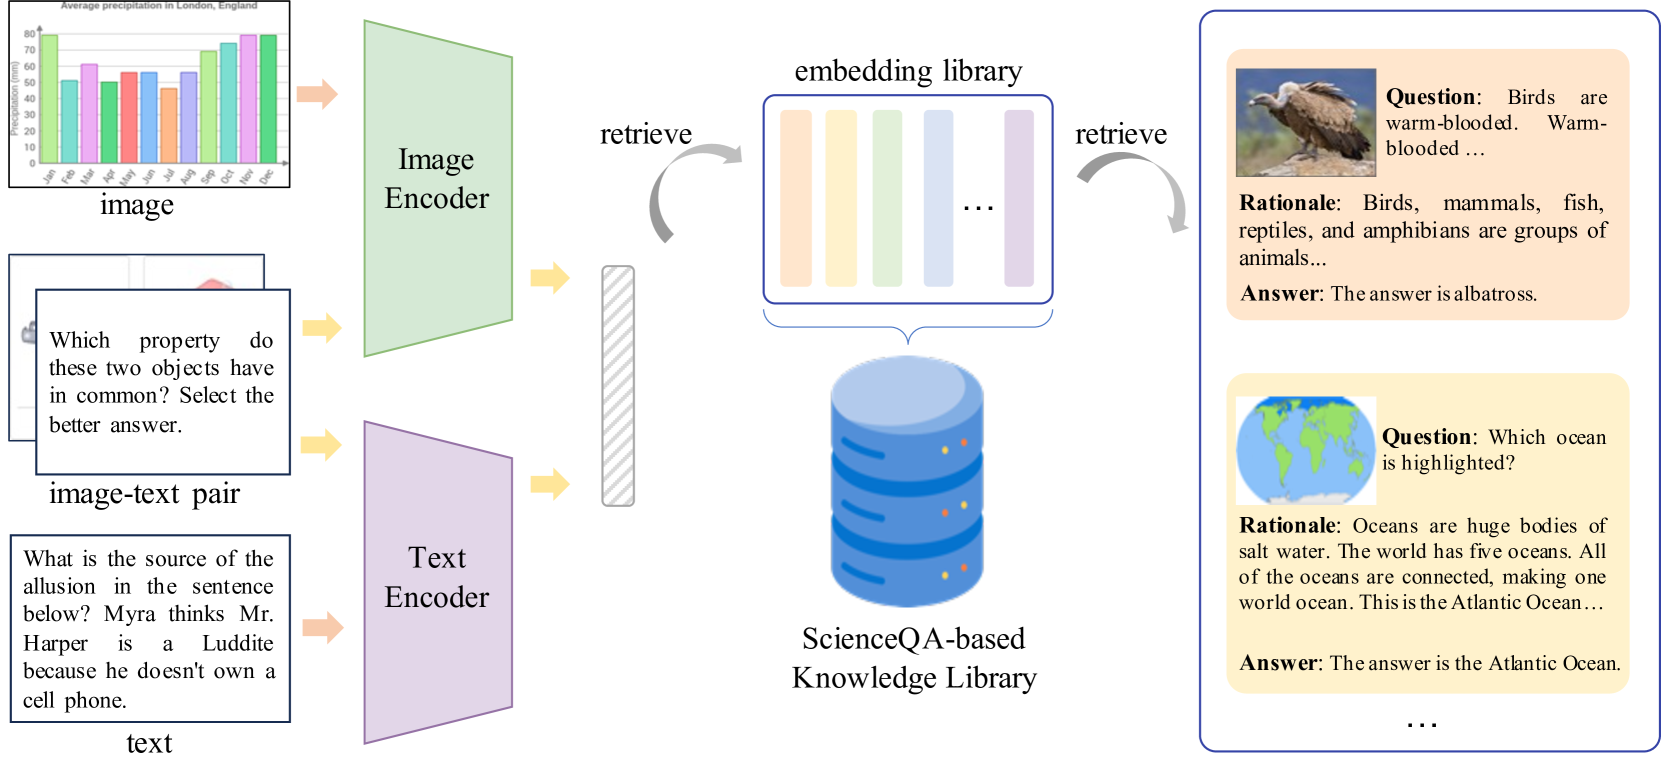 Average precipitation in London, England
Precipitation (mm)
80
70
60
50
40
30
20
10
0
Jan Feb Mar Apr May Jun Jul Aug Sep Oct Nov Dec
image
Which property do
these two objects have
in common? Select the
better answer.
image-text pair
What is the source of the
allusion in the sentence
below? Myra thinks Mr.
Harper is a Luddite
because he doesn't own a
cell phone.
text
Image
Encoder
Text
Encoder
retrieve
embedding library
...
ScienceQA-based
Knowledge Library
retrieve
Question: Birds are
warm-blooded. Warm-
blooded ...
Rationale: Birds, mammals, fish,
reptiles, and amphibians are groups of
animals...
Answer: The answer is albatross.
Question: Which ocean
is highlighted?
Rationale: Oceans are huge bodies of
salt water. The world has five oceans. All
of the oceans are connected, making one
world ocean. This is the Atlantic Ocean...
Answer: The answer is the Atlantic Ocean.
...